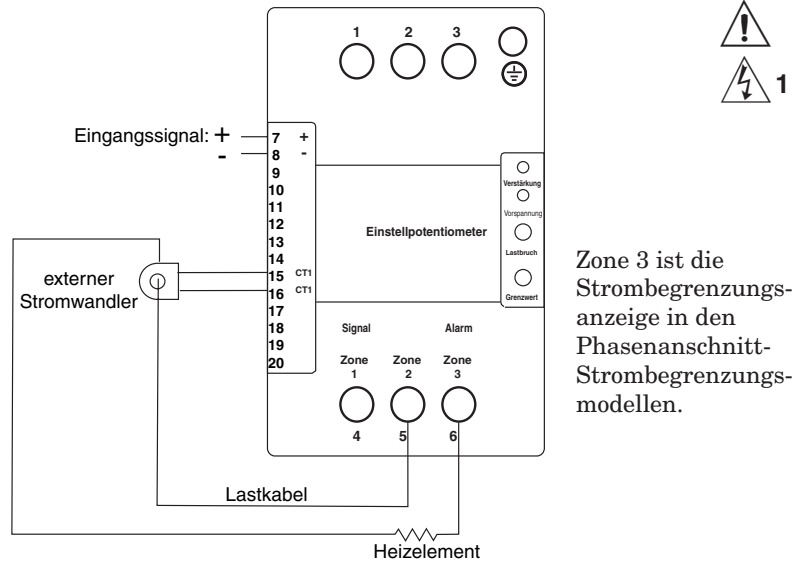 1 2 3
1
Eingangssignal: +
-
7 +
8 -
9
10
11
12
13
14
15 CT1
16 CT1
17
18
19
20
Verstärkung
Vorspannung
Lastbruch
Grenzwert
Einstellpotentiometer
externer
Stromwandler
Signal Alarm
Zone Zone Zone
1 2 3
4 5 6
Lastkabel
Heizelement
Zone 3 ist die
Strombegrenzungs-
anzeige in den
Phasenanschnitt-
Strombegrenzungs-
modellen.